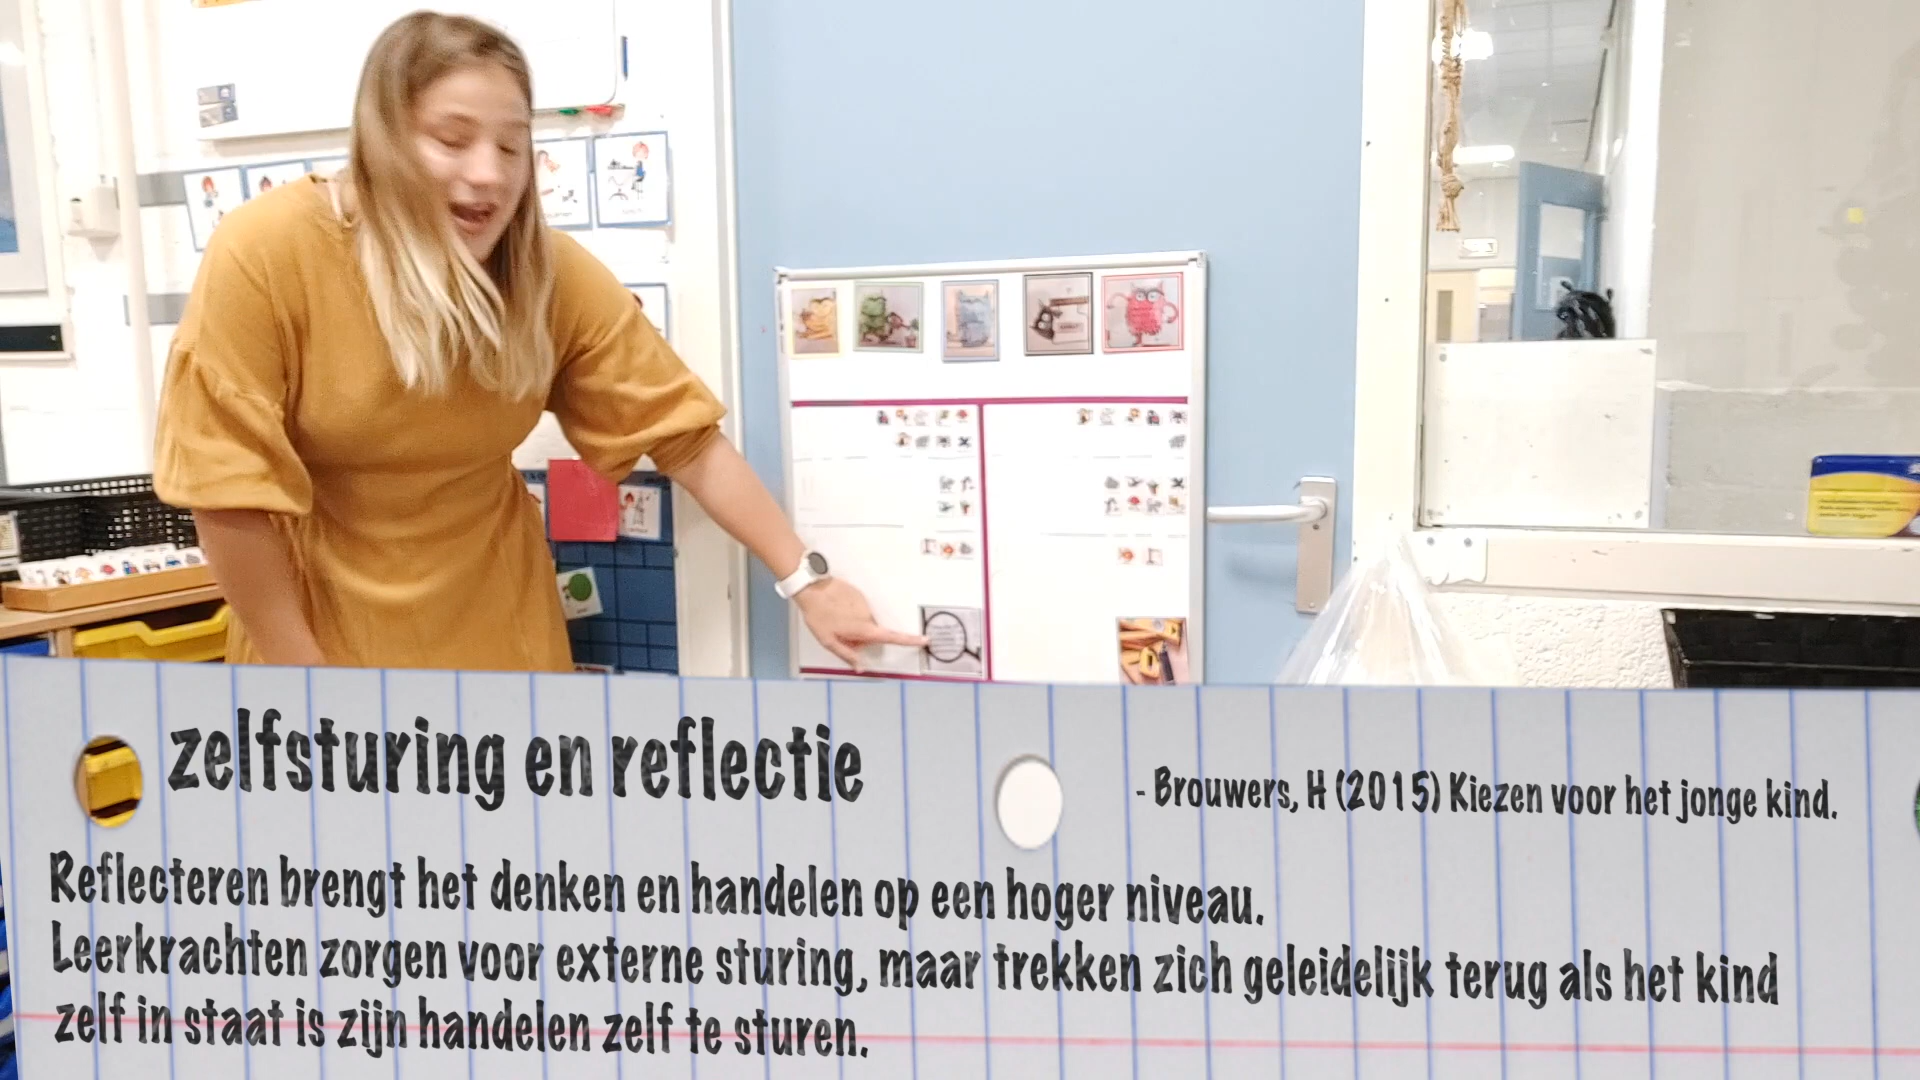 zelfsturing en reflectie
- Brouwers, H (2015) Kiezen voor het jonge kind.
Reflecteren brengt het denken en handelen op een hoger niveau.
Leerkrachten zorgen voor externe sturing, maar trekken zich geleidelijk terug als het kind
zelf in staat is zijn handelen zelf te sturen.